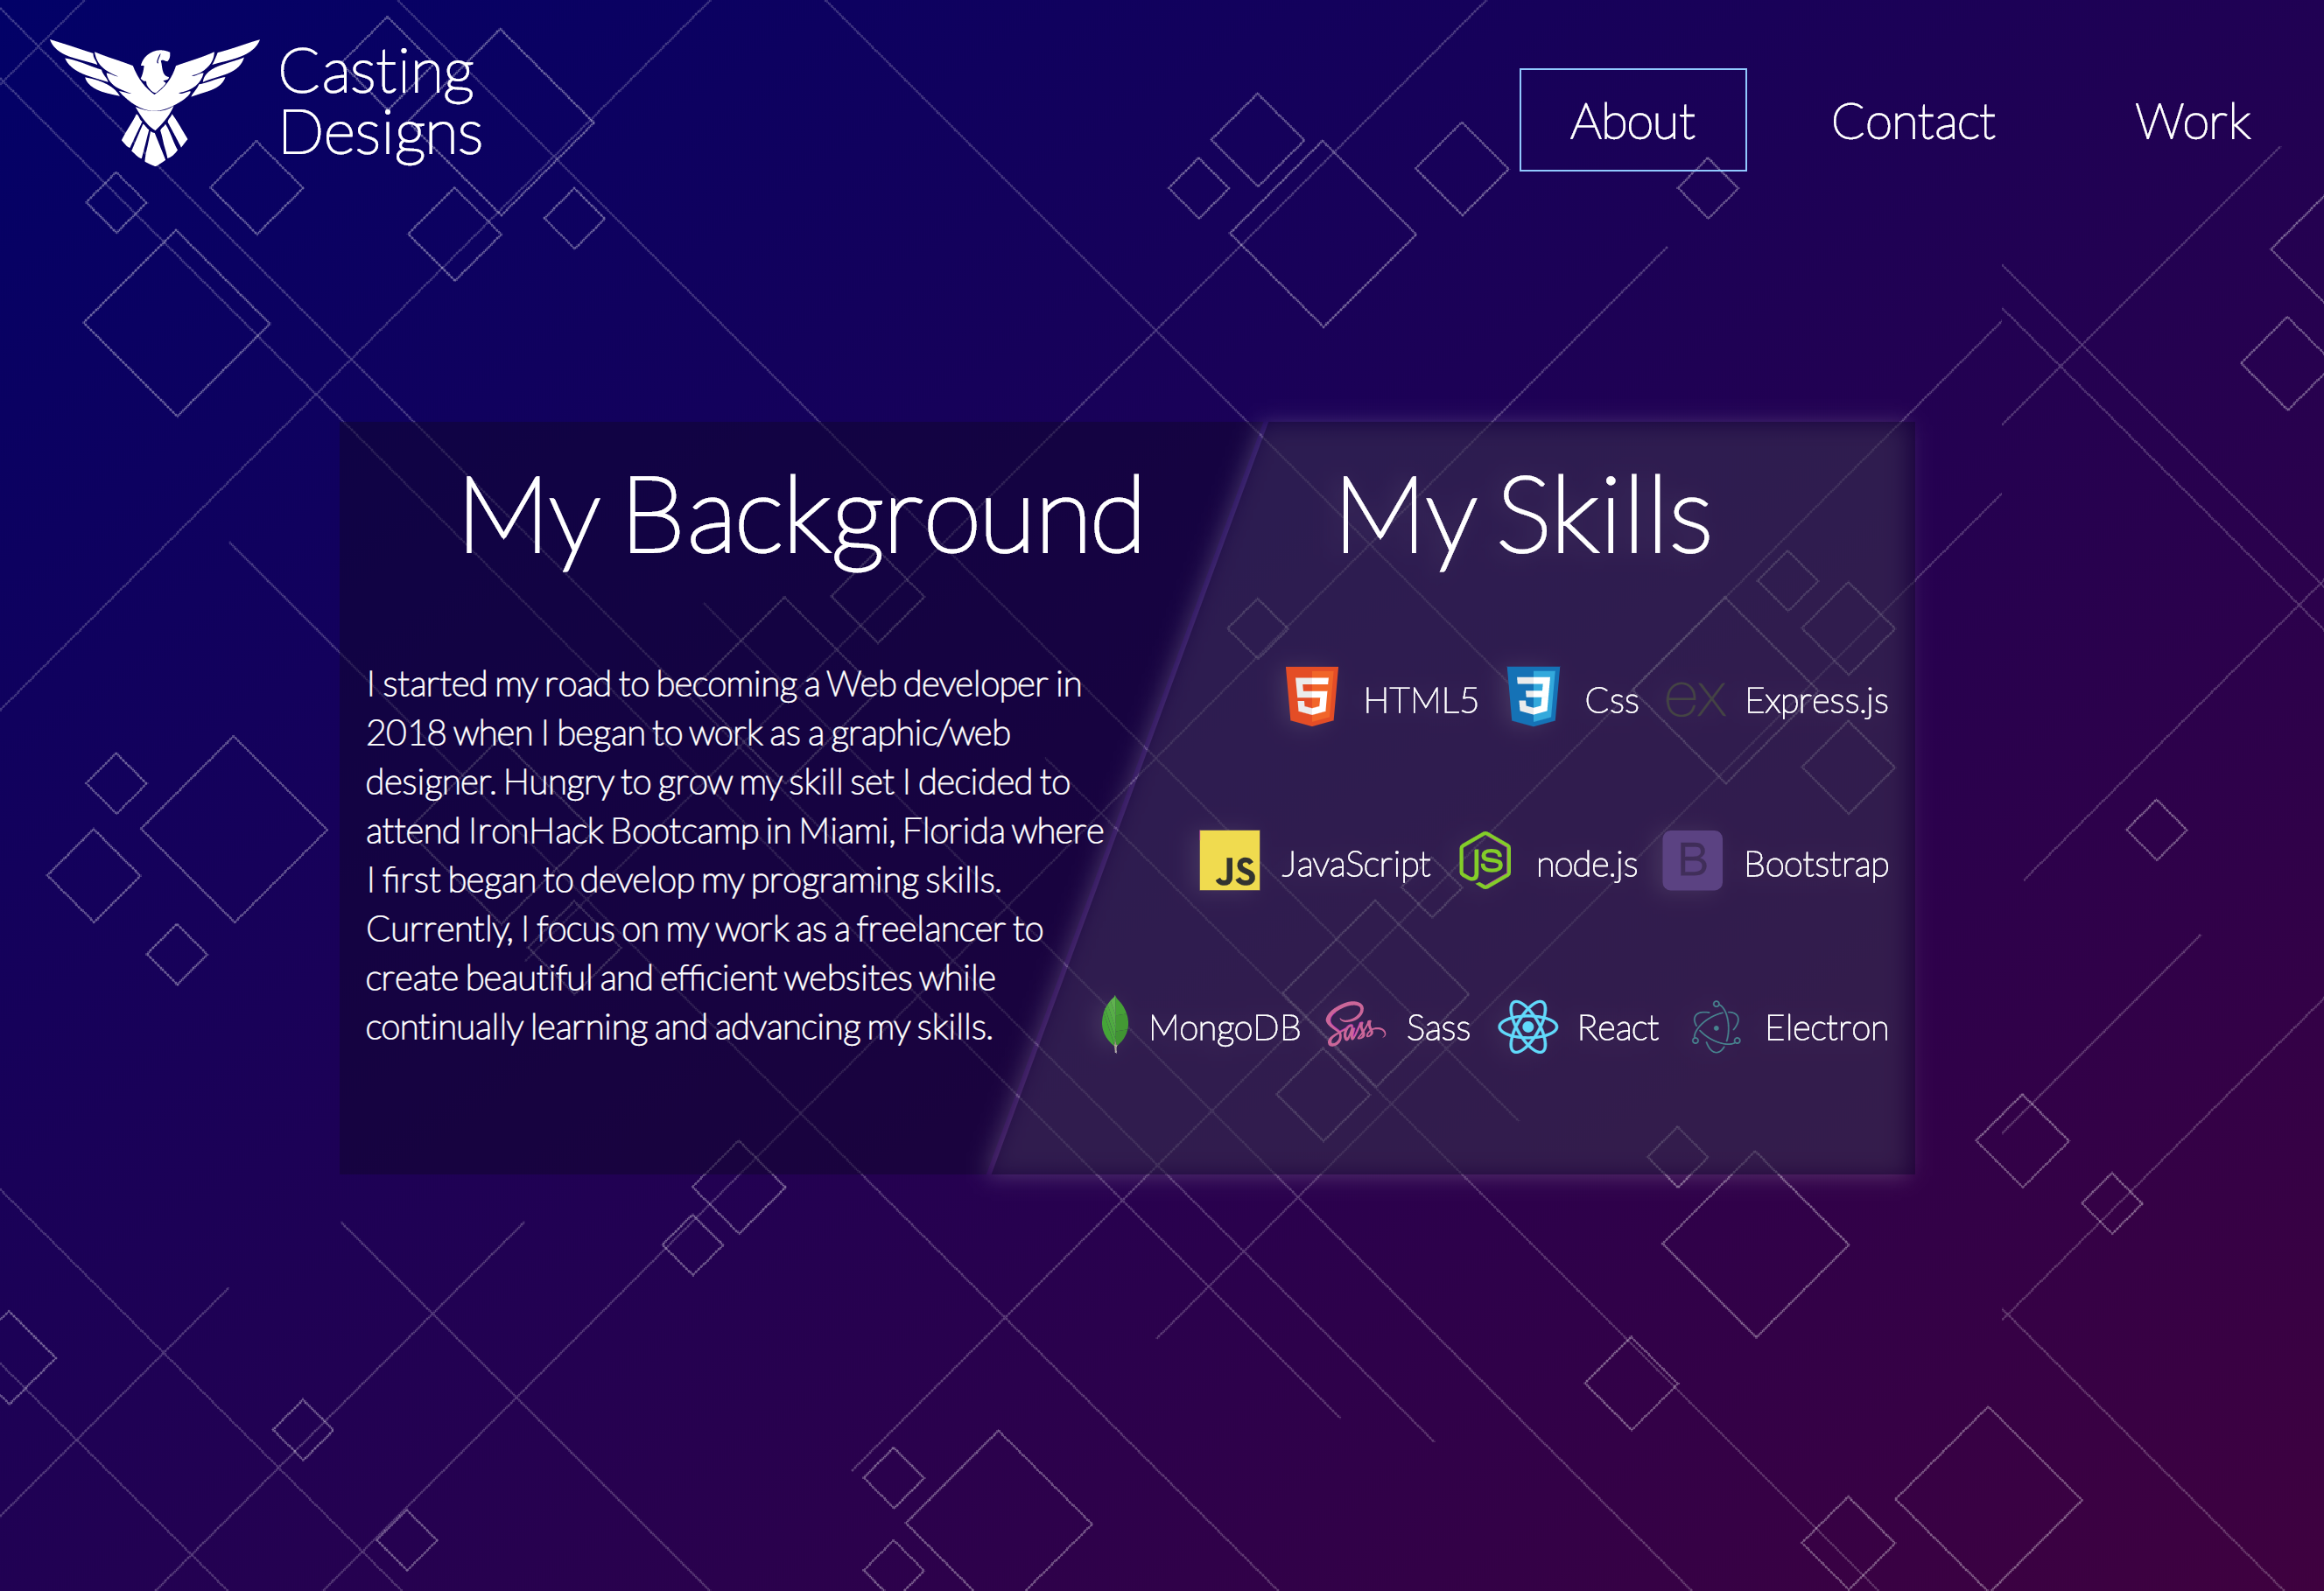 Casting
Designs
About
Contact
Work
My Background
I started my road to becoming a Web developer in
2018 when I began to work as a graphic/web
designer. Hungry to grow my skill set I decided to
attend IronHack Bootcamp in Miami, Florida where
I first began to develop my programing skills.
Currently, I focus on my work as a freelancer to
create beautiful and efficient websites while
continually learning and advancing my skills.
My Skills
5 HTML5 3 Css ex Express.js
JS JavaScript JS node.js B Bootstrap
MongoDB Sass Sass React Electron